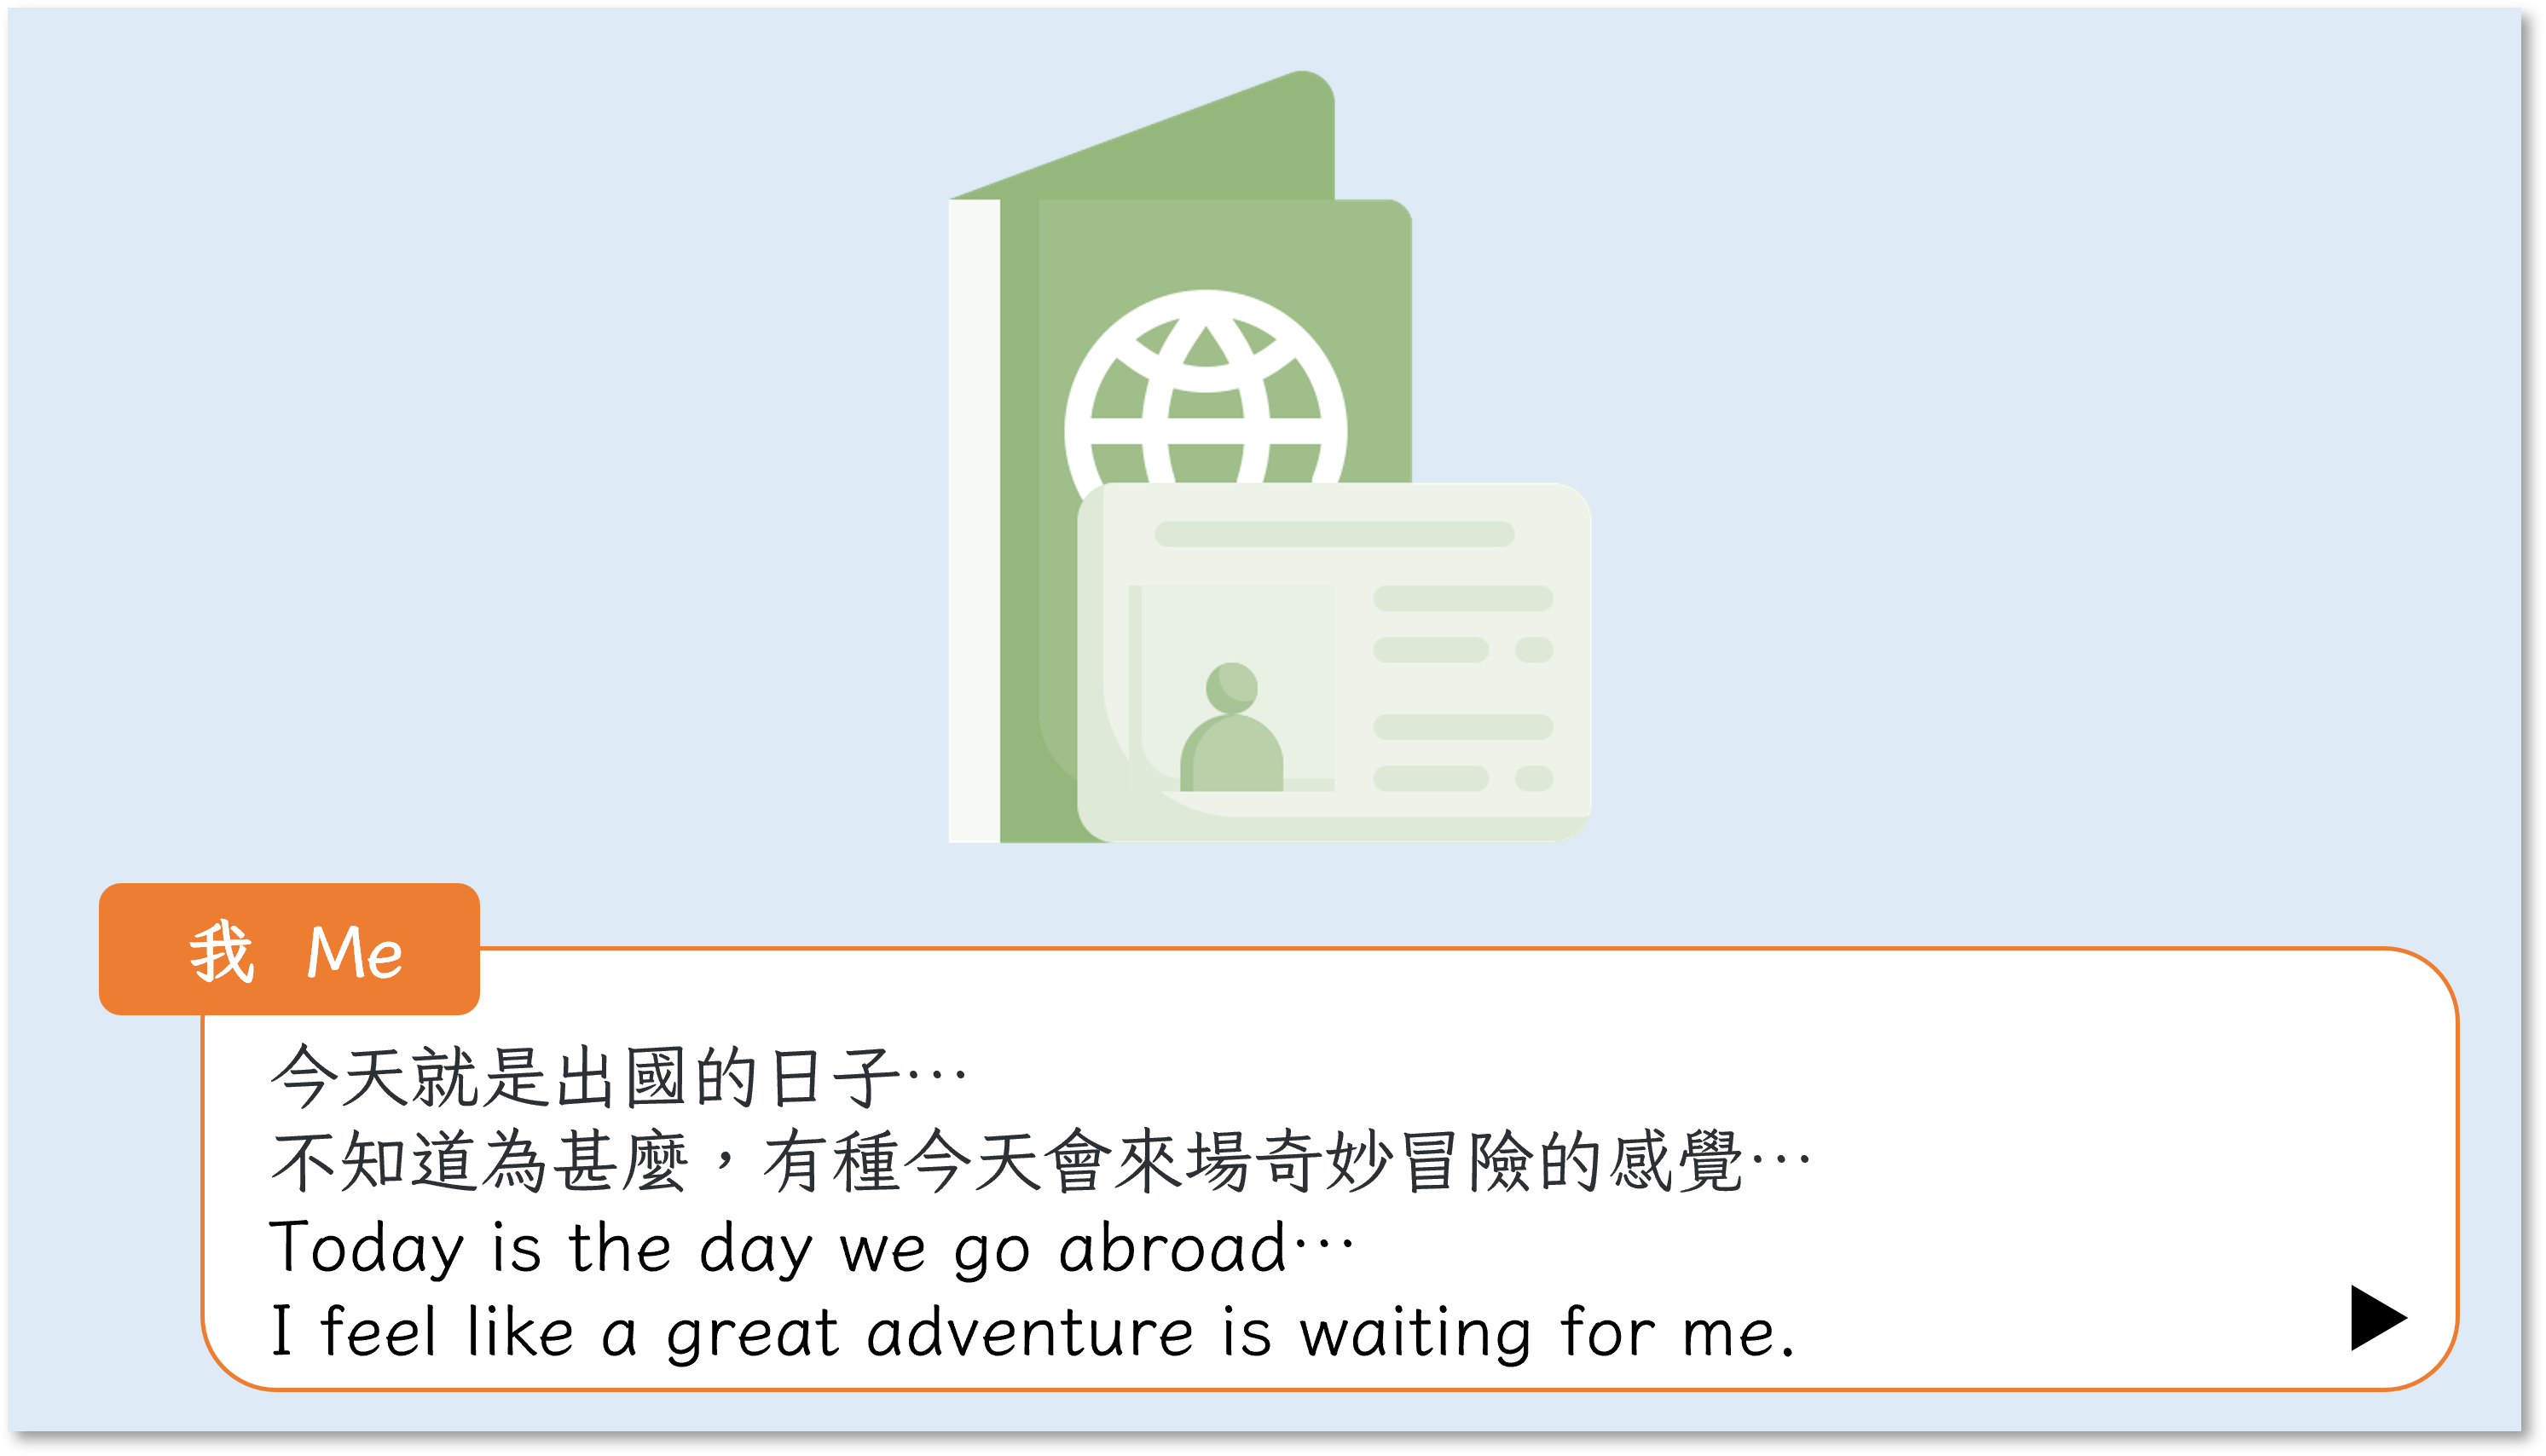 我 Me
今天就是出國的日子…
不知道為甚麼，有種今天會來場奇妙冒險的感覺…
Today is the day we go abroad…
I feel like a great adventure is waiting for me.